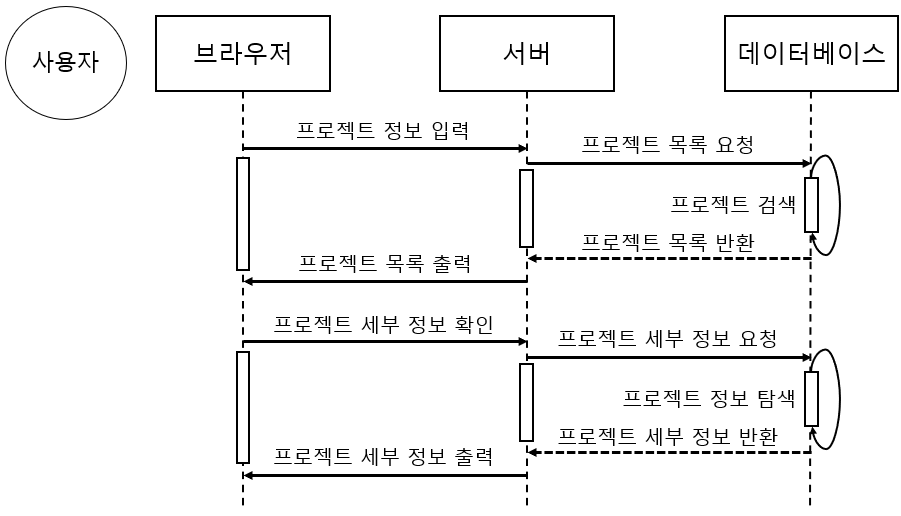 사용자
브라우저
서버
데이터베이스
프로젝트 정보 입력
프로젝트 목록 요청
프로젝트 검색
프로젝트 목록 반환
프로젝트 목록 출력
프로젝트 세부 정보 확인
프로젝트 세부 정보 요청
프로젝트 정보 탐색
프로젝트 세부 정보 반환
프로젝트 세부 정보 출력